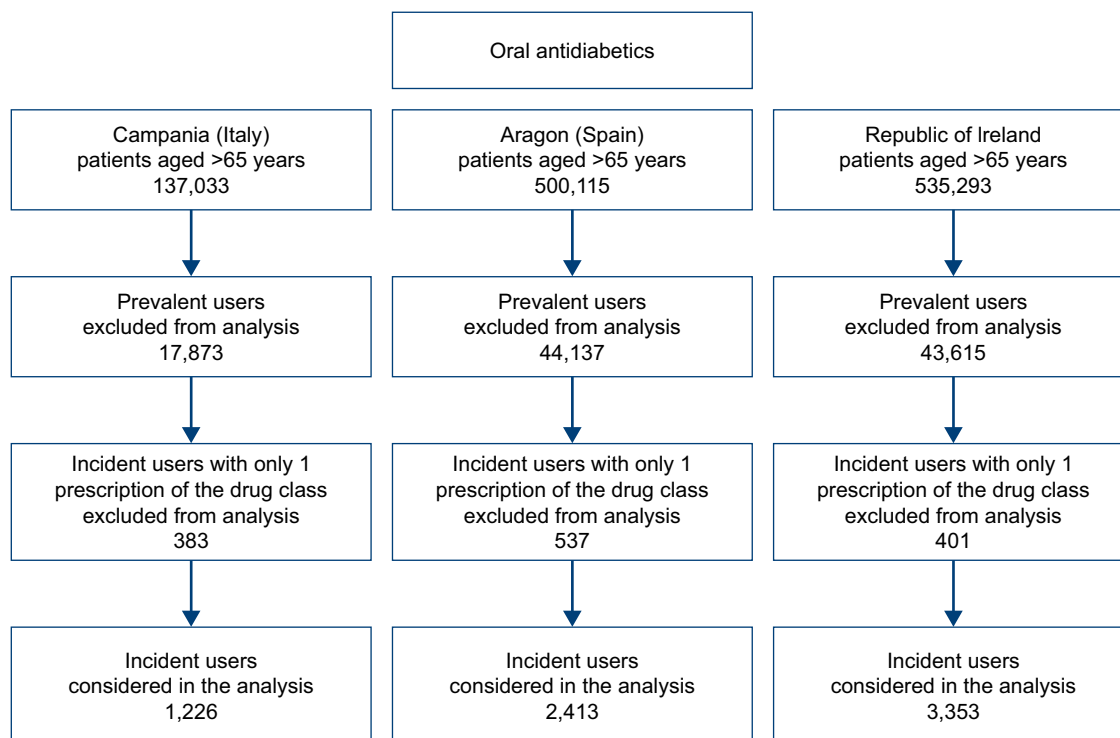 Oral antidiabetics
Campania (Italy)
patients aged >65 years
137,033
Aragon (Spain)
patients aged >65 years
500,115
Republic of Ireland
patients aged >65 years
535,293
Prevalent users
excluded from analysis
17,873
Prevalent users
excluded from analysis
44,137
Prevalent users
excluded from analysis
43,615
Incident users with only 1
prescription of the drug class
excluded from analysis
383
Incident users with only 1
prescription of the drug class
excluded from analysis
537
Incident users with only 1
prescription of the drug class
excluded from analysis
401
Incident users
considered in the analysis
1,226
Incident users
considered in the analysis
2,413
Incident users
considered in the analysis
3,353